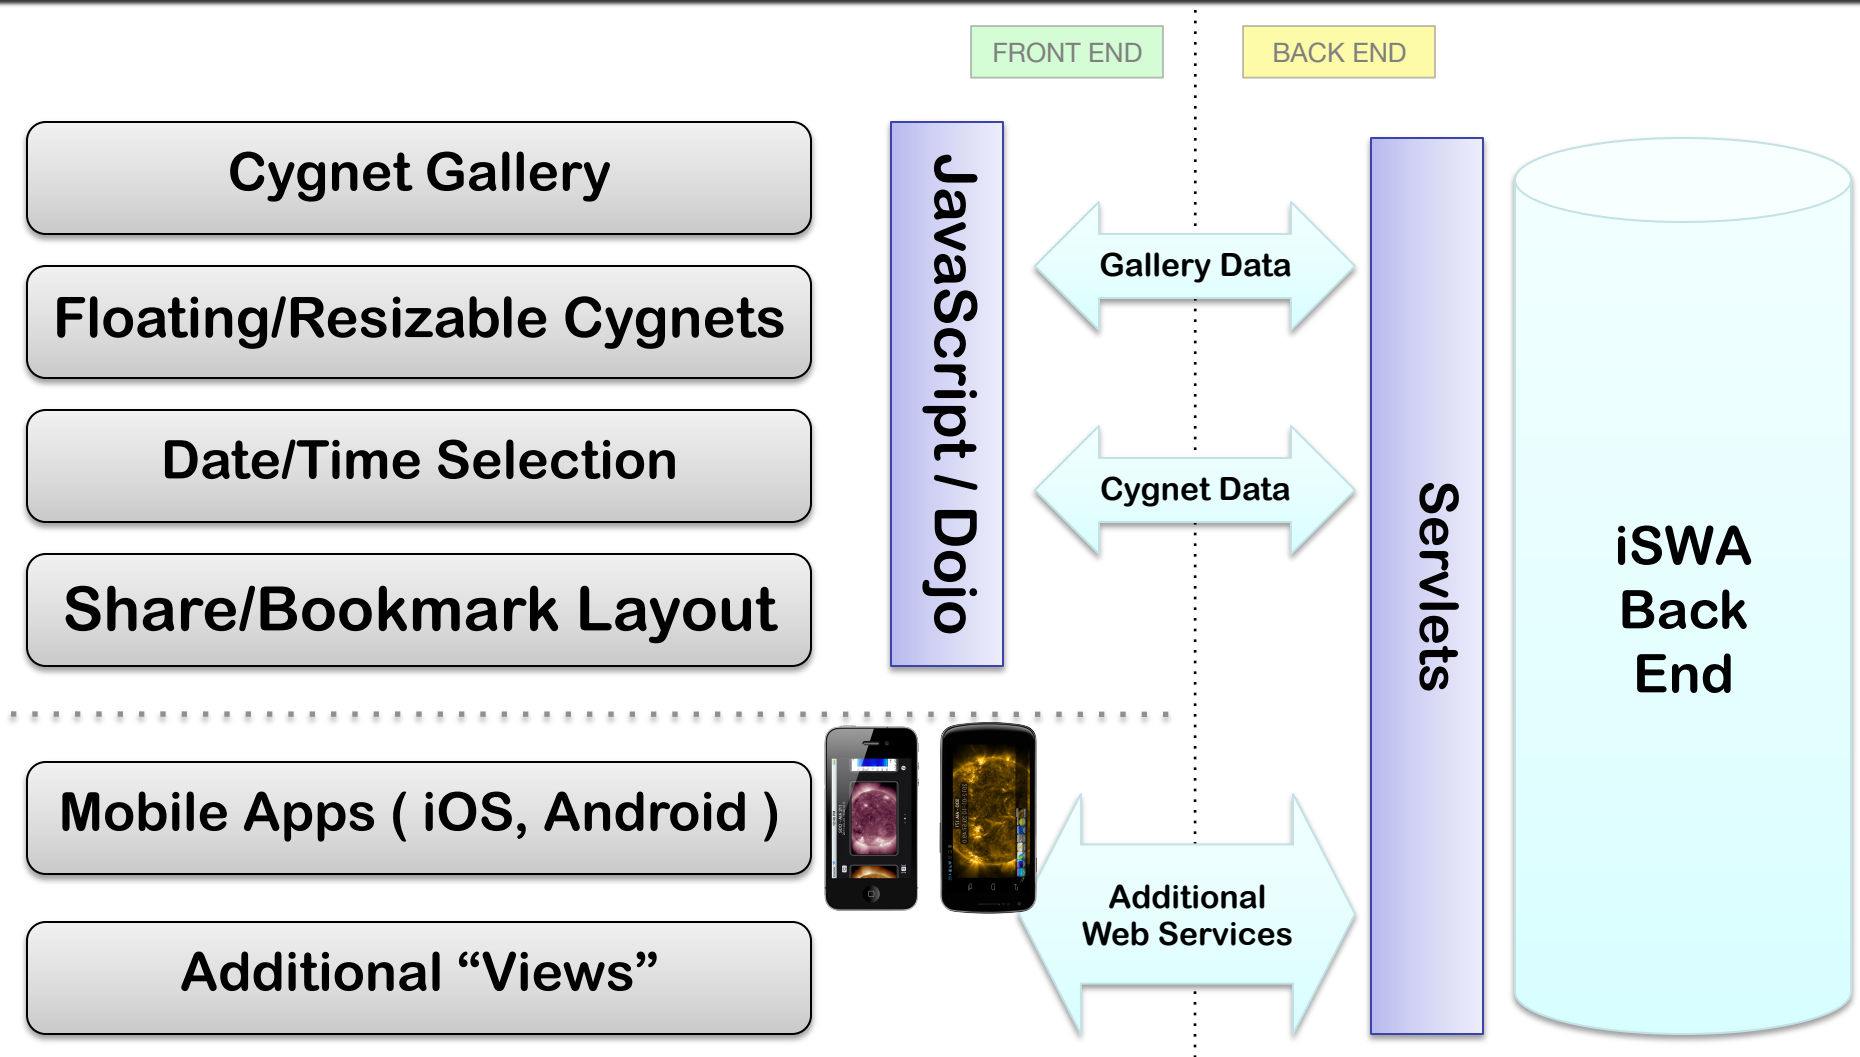 FRONT END
BACK END
Cygnet Gallery
Floating/Resizable Cygnets
Date/Time Selection
Share/Bookmark Layout
JavaScript / Dojo
Gallery Data
Cygnet Data
Servlets
iSWA
Back
End
Mobile Apps ( iOS, Android )
Additional “Views”
Additional
Web Services